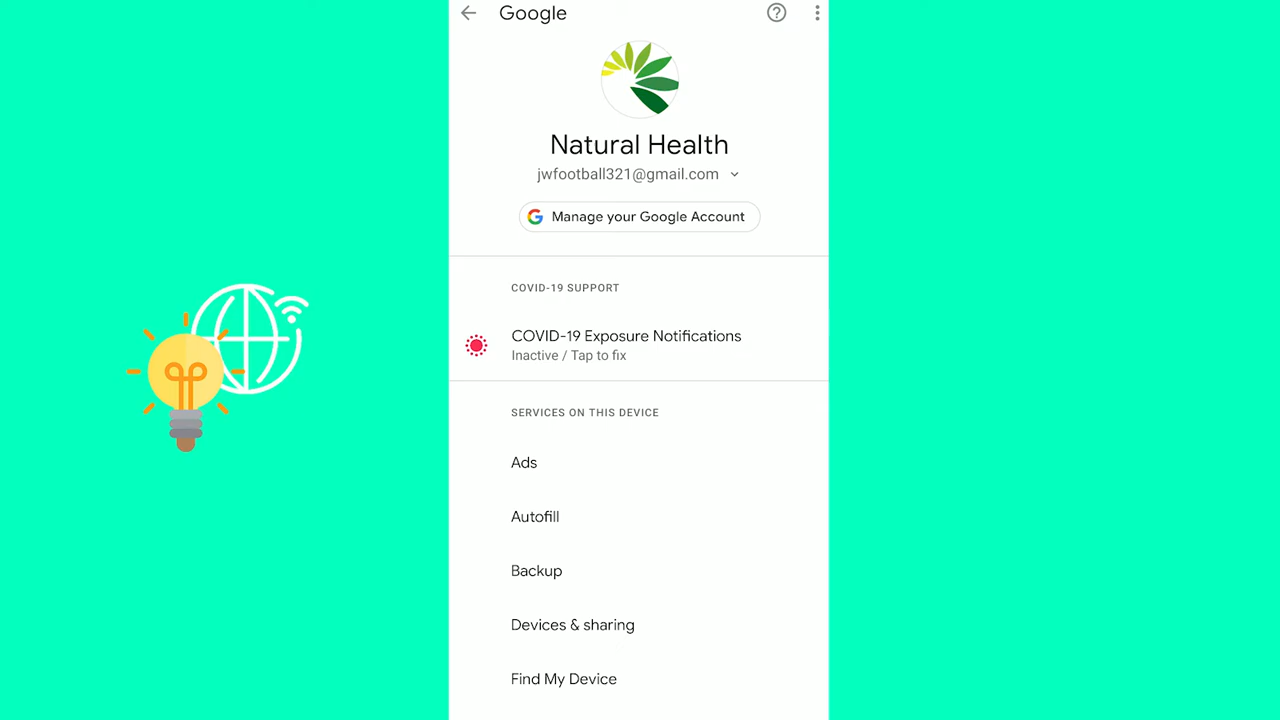 Google
Natural Health
jwfootball321@gmail.com
Manage your Google Account
COVID-19 SUPPORT
COVID-19 Exposure Notifications
Inactive / Tap to fix
SERVICES ON THIS DEVICE
Ads
Autofill
Backup
Devices & sharing
Find My Device